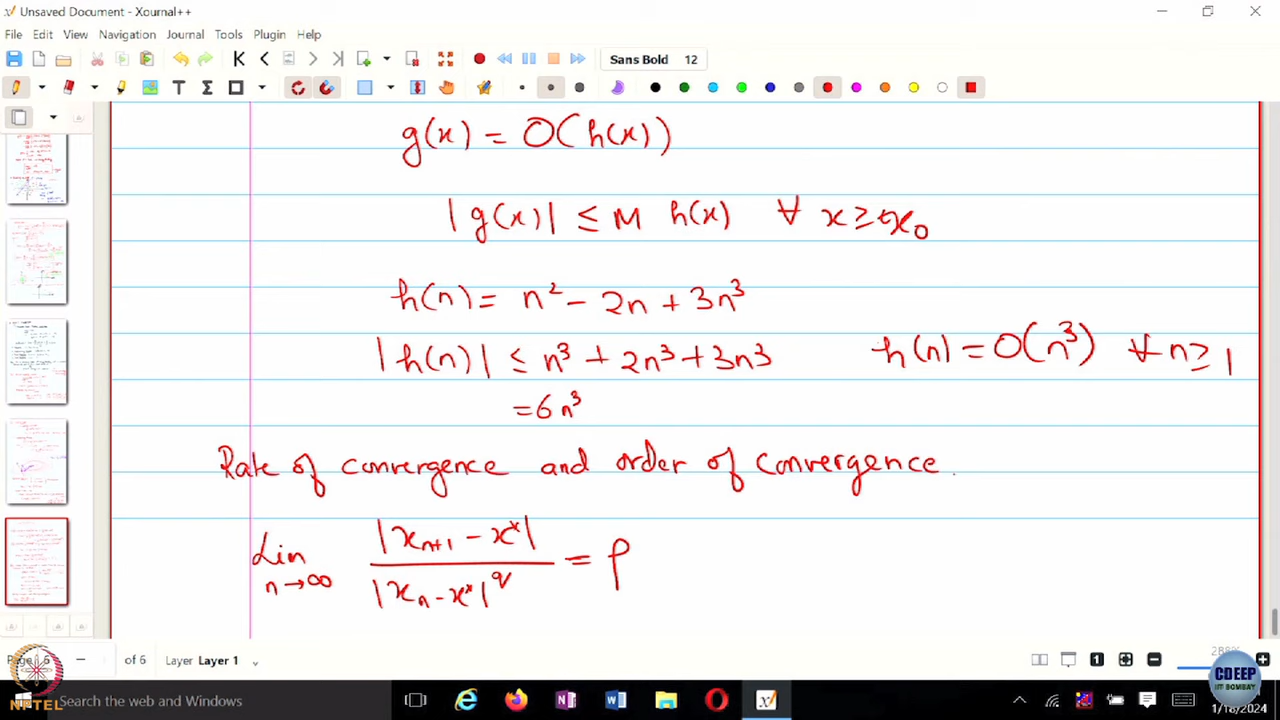 Unsaved Document - Xournal++
File Edit View Navigation Journal Tools Plugin Help
Sans Bold 12
g(x) = O(h(x))
|g(x)| ≤ M h(x) ∀ x ≥ x₀
h(n) = n² - 2n + 3n³
|h(n)| ≤ n³ + 2n³ + 3n³ h(n) = O(n³) ∀ n ≥ 1
= 6n³
Rate of convergence and order of convergence.
Lim n→∞ |xₙ₊₁ - x*| / |xₙ - x*|^q = ρ
288%
of 6 Layer Layer 1
CDEEP
IIT BOMBAY
NPTEL
Search the web and Windows
1/18/2024